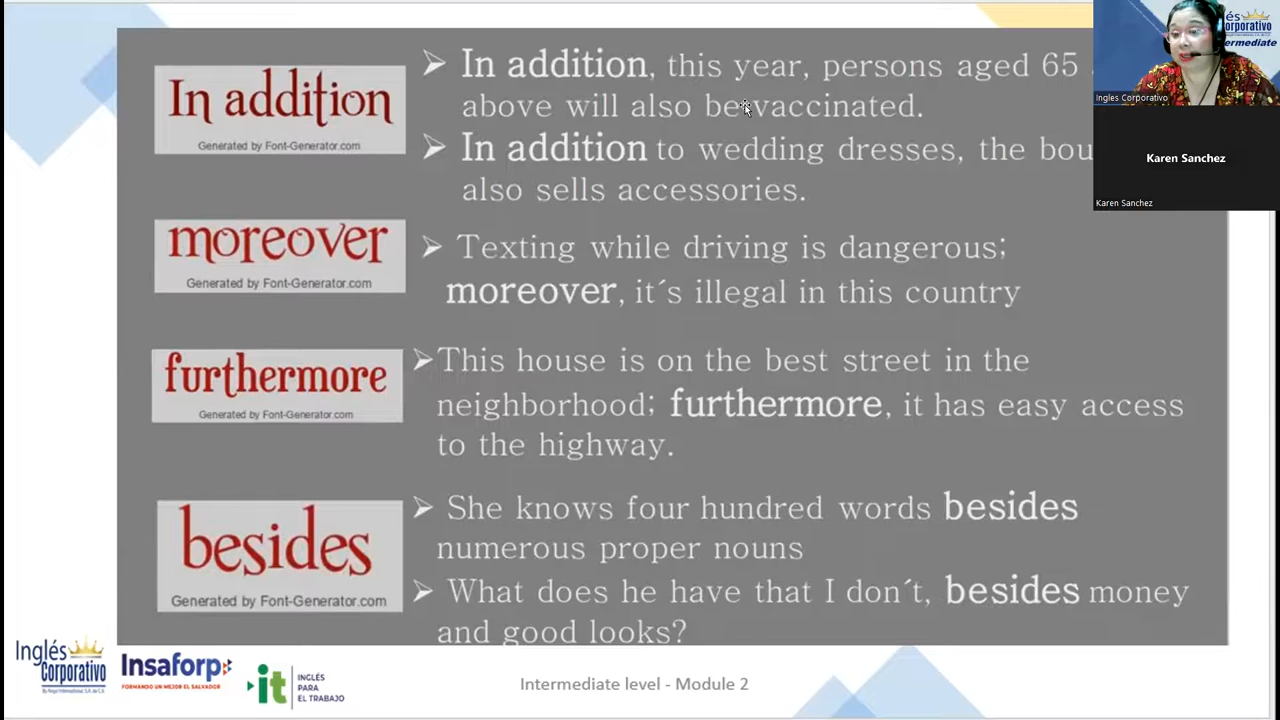 In addition
Generated by Font-Generator.com
➢ In addition, this year, persons aged 65
above will also be vaccinated.
➢ In addition to wedding dresses, the
also sells accessories.
moreover
Generated by Font-Generator.com
➢ Texting while driving is dangerous;
moreover, it´s illegal in this country
furthermore
Generated by Font-Generator.com
➢ This house is on the best street in the
neighborhood; furthermore, it has easy access
to the highway.
besides
Generated by Font-Generator.com
➢ She knows four hundred words besides
numerous proper nouns
➢ What does he have that I don´t, besides money
and good looks?
Ingles Corporativo
Karen Sanchez
Karen Sanchez
Inglés
Corporativo
Insaforp
FORMANDO UN MEJOR EL SALVADOR
it
INGLÉS
PARA
EL TRABAJO
Intermediate level - Module 2